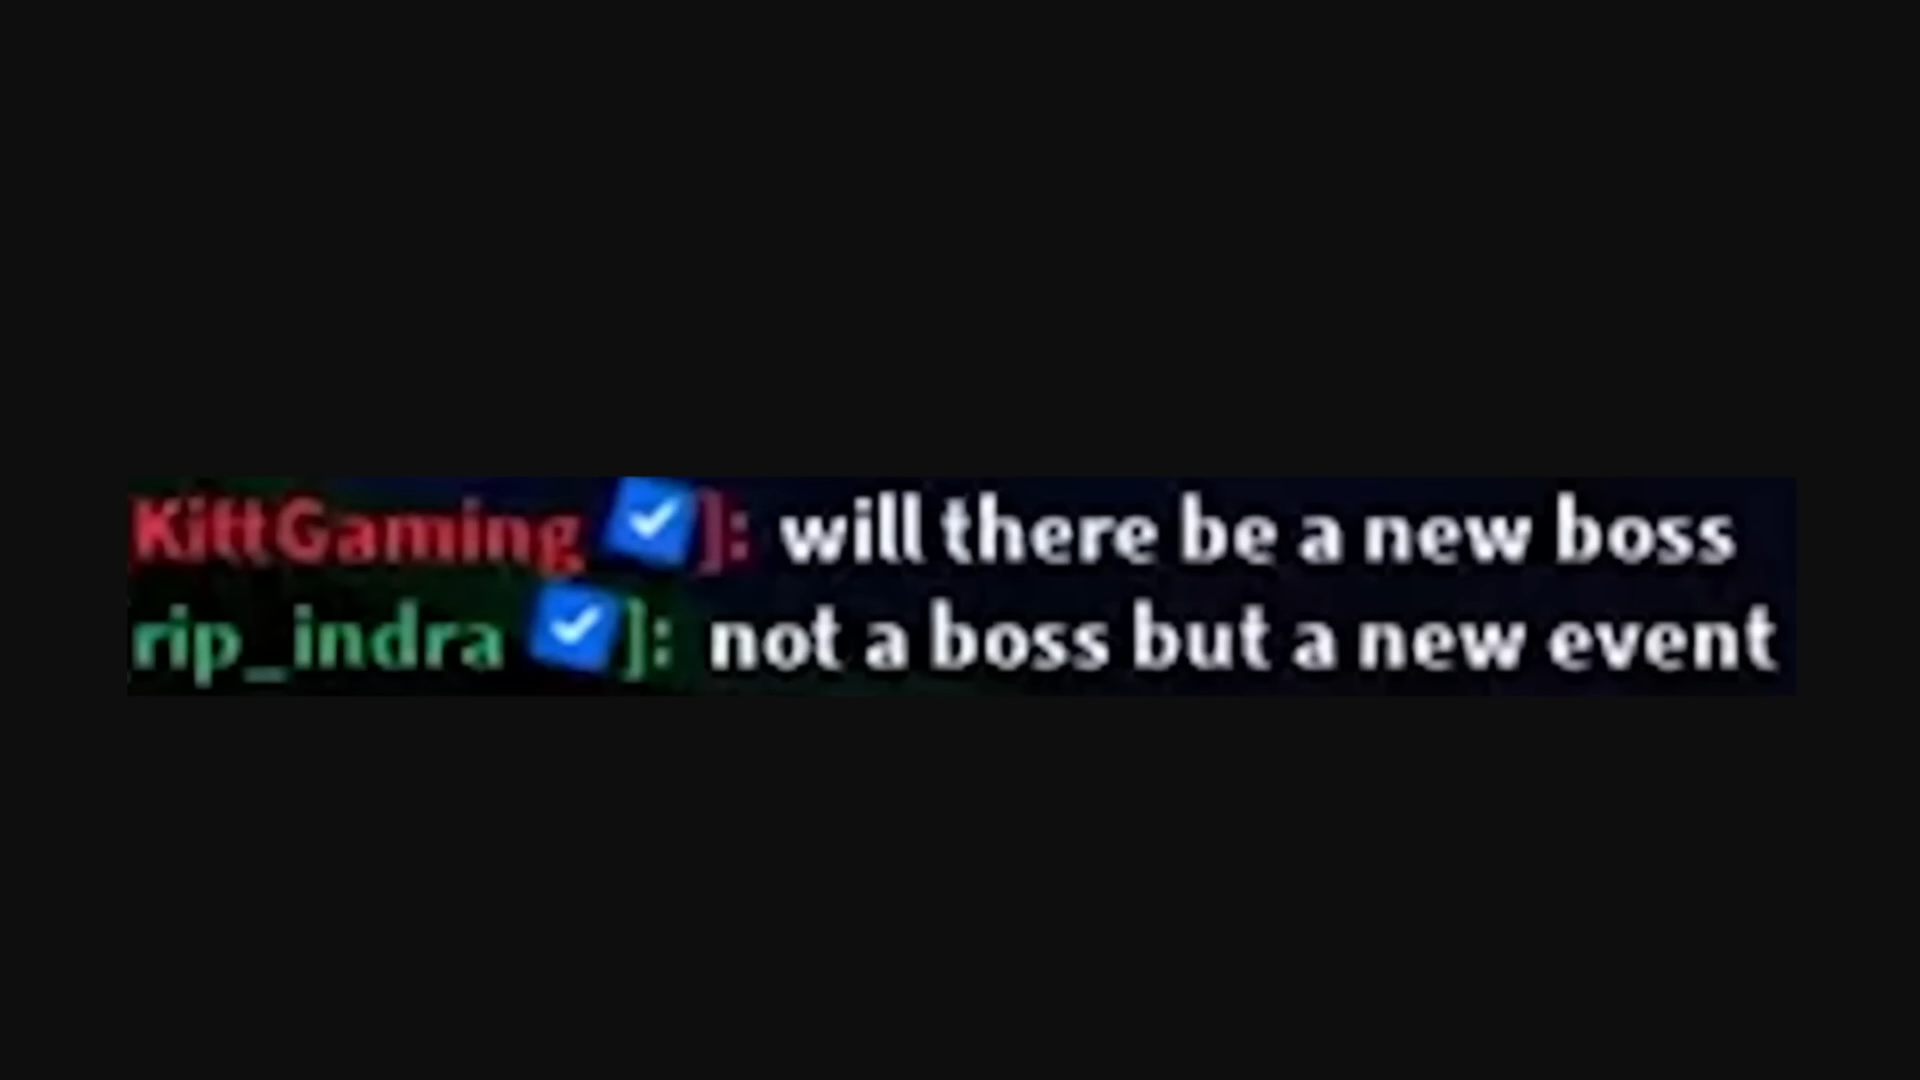 KittGaming ☑]: will there be a new boss
rip_indra ☑]: not a boss but a new event